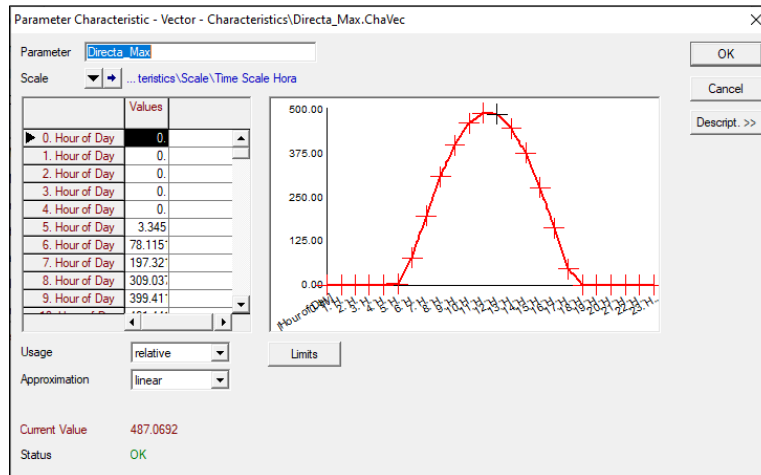 Parameter Characteristic - Vector - Characteristics\Directa_Max.ChaVec
Parameter Directa_Max
OK
Scale ... teristics\Scale\Time Scale Hora
Cancel
Descript. >>
Values
0. Hour of Day 0.
1. Hour of Day 0.
2. Hour of Day 0.
3. Hour of Day 0.
4. Hour of Day 0.
5. Hour of Day 3.345
6. Hour of Day 78.115
7. Hour of Day 197.32
8. Hour of Day 309.03
9. Hour of Day 399.41
500.00
375.00
250.00
125.00
0.00
Usage relative
Limits
Approximation linear
Current Value 487.0692
Status OK